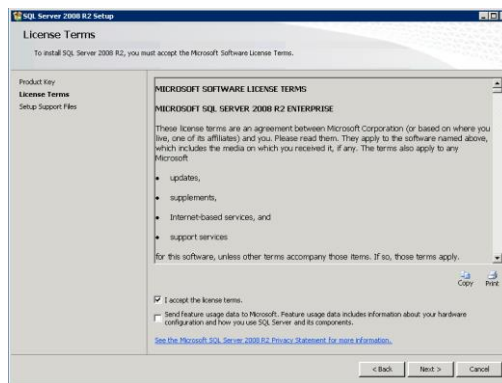 SQL Server 2008 R2 Setup
License Terms
To install SQL Server 2008 R2, you must accept the Microsoft Software License Terms.
Product Key
License Terms
Setup Support Files
MICROSOFT SOFTWARE LICENSE TERMS
MICROSOFT SQL SERVER 2008 R2 ENTERPRISE
These license terms are an agreement between Microsoft Corporation (or based on where you
live, one of its affiliates) and you. Please read them. They apply to the software named above,
which includes the media on which you received it, if any. The terms also apply to any
Microsoft
• updates,
• supplements,
• Internet-based services, and
• support services
for this software, unless other terms accompany those items. If so, those terms apply.
Copy Print
I accept the license terms.
Send feature usage data to Microsoft. Feature usage data includes information about your hardware
configuration and how you use SQL Server and its components.
See the Microsoft SQL Server 2008 R2 Privacy Statement for more information.
< Back Next > Cancel